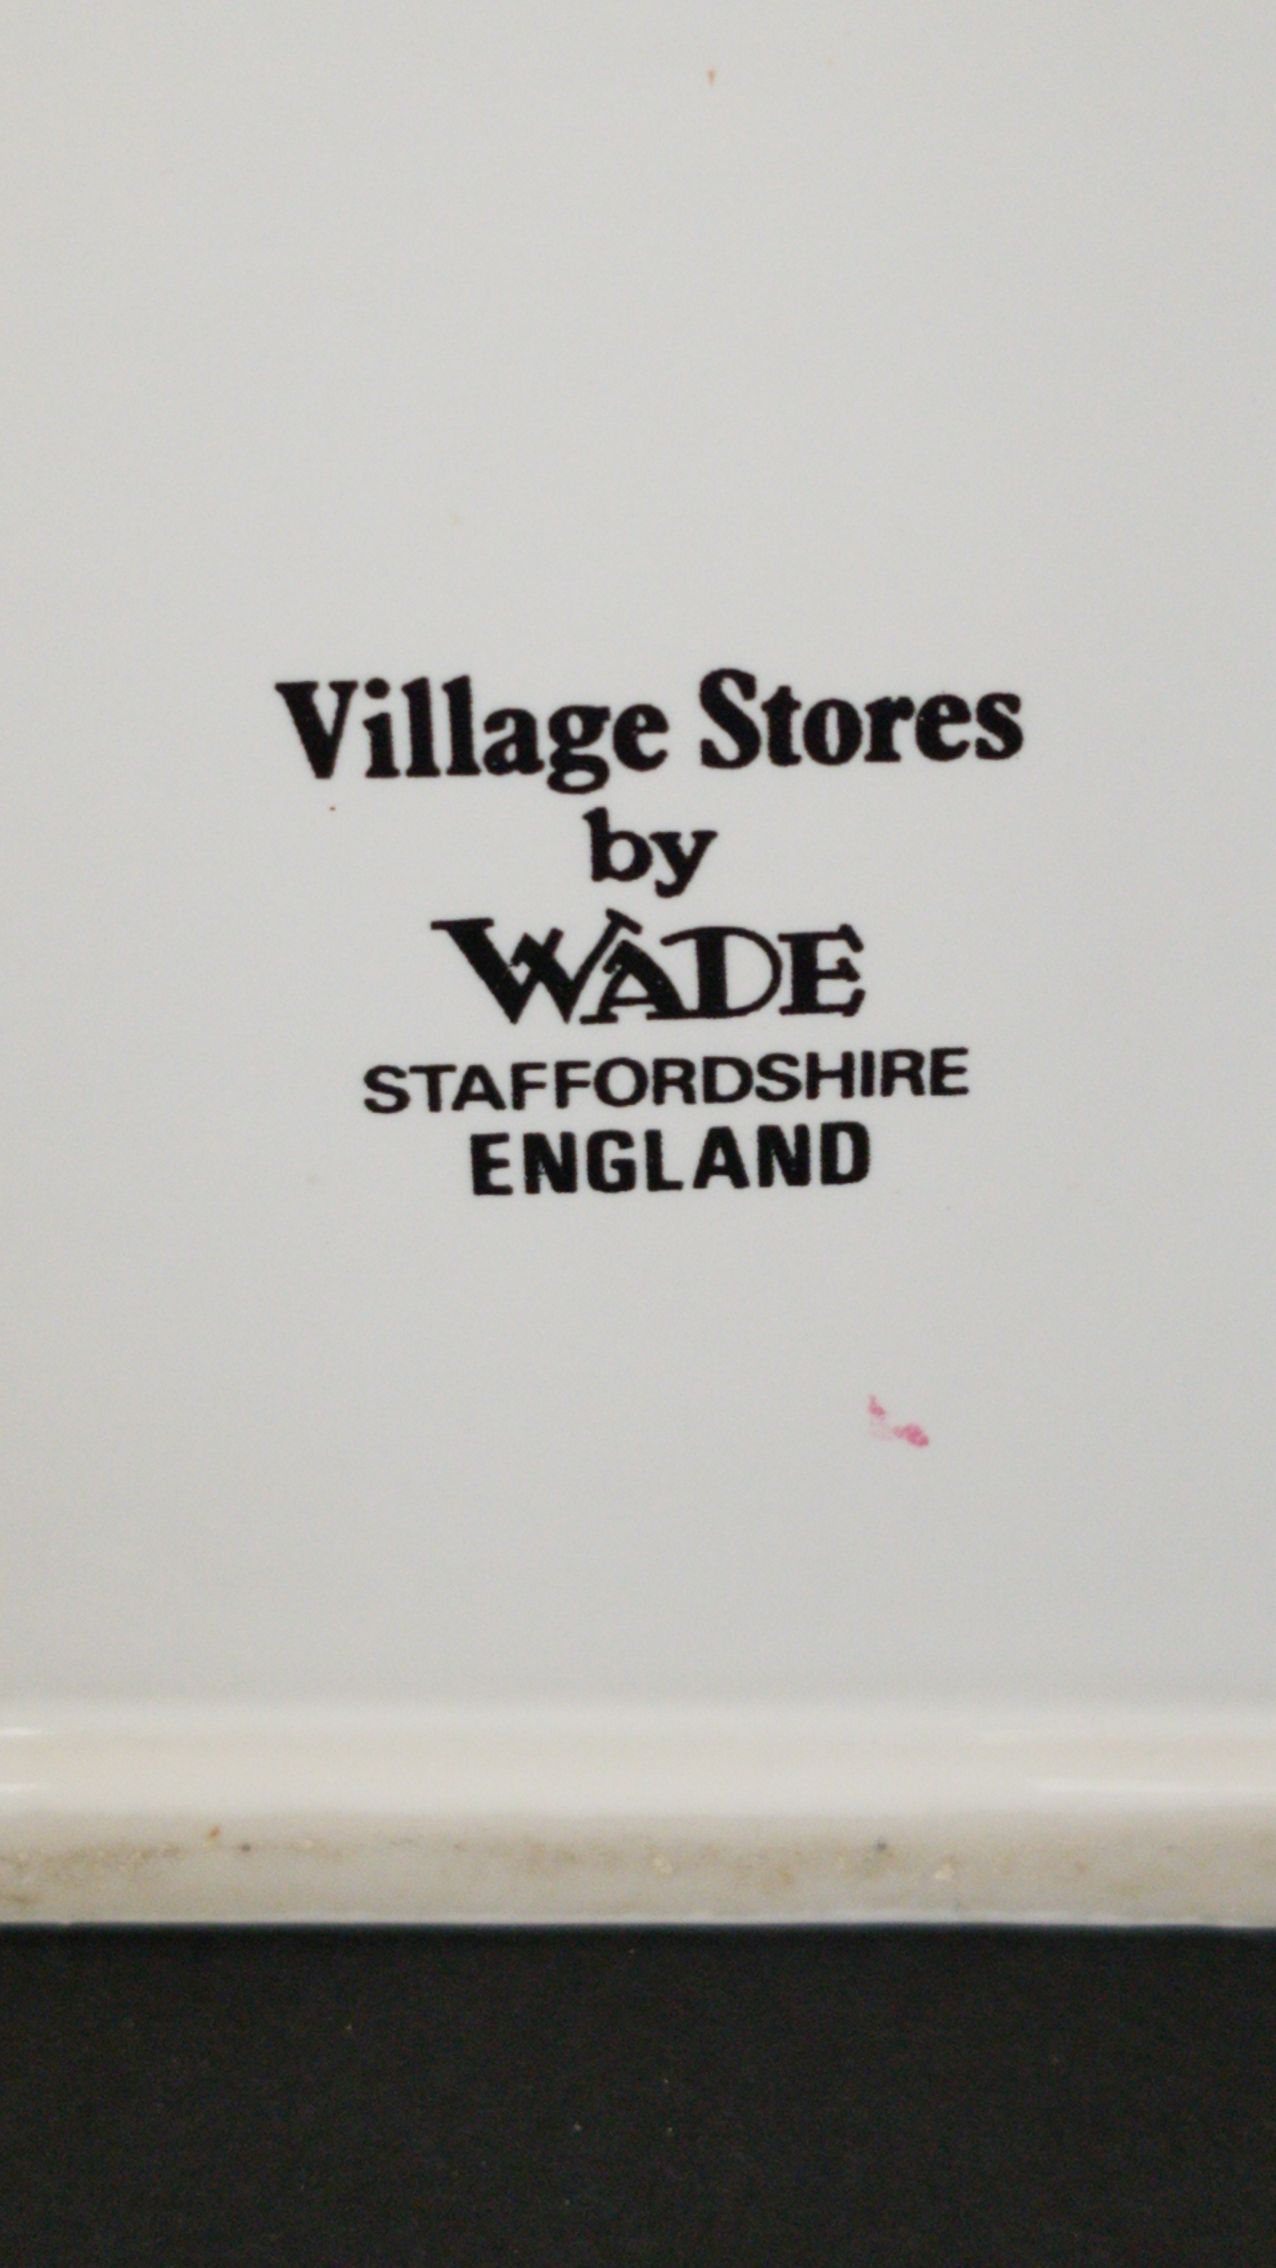 Village Stores
by
WADE
STAFFORDSHIRE
ENGLAND